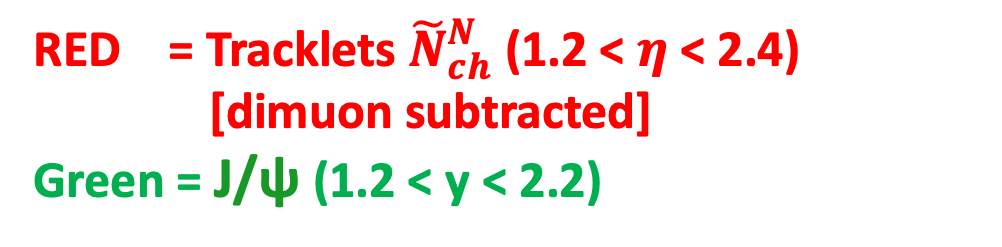 RED = Tracklets Ñ^N_ch (1.2 < η < 2.4)
[dimuon subtracted]
Green = J/ψ (1.2 < y < 2.2)